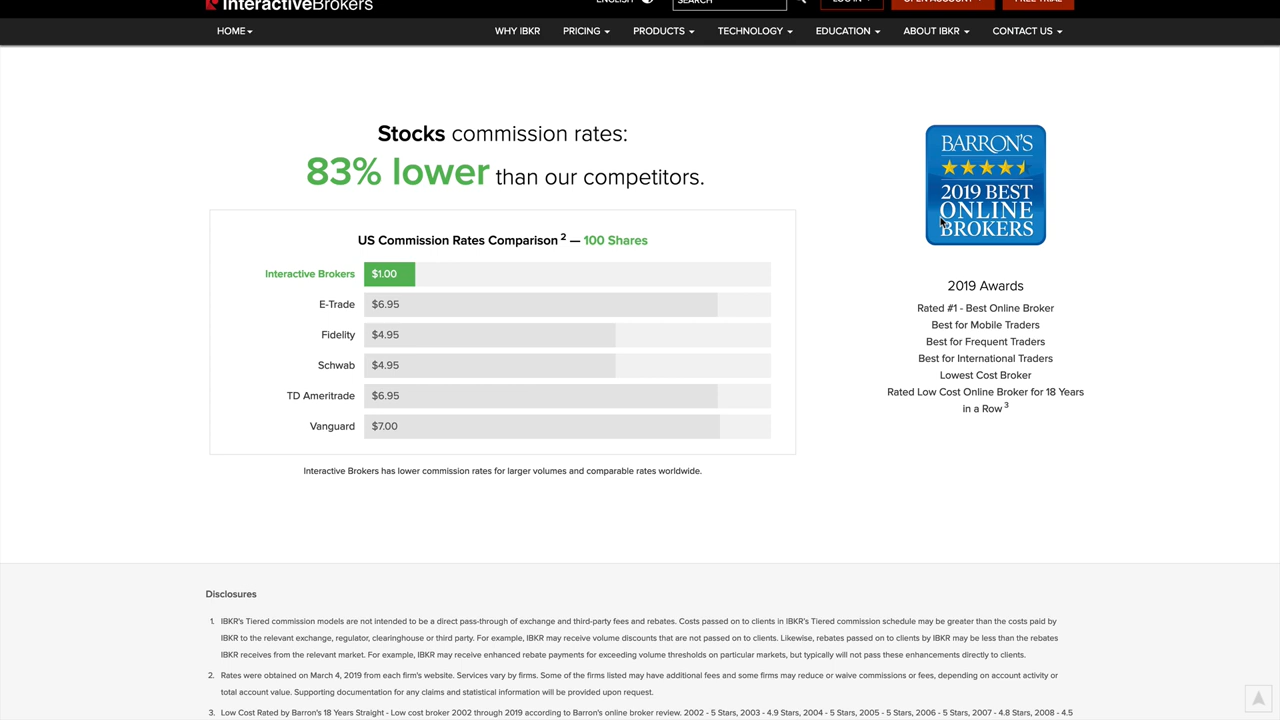 InteractiveBrokers
ENGLISH
SEARCH
LOG IN
OPEN ACCOUNT
FREE TRIAL
HOME
WHY IBKR
PRICING
PRODUCTS
TECHNOLOGY
EDUCATION
ABOUT IBKR
CONTACT US
Stocks commission rates:
83% lower than our competitors.
US Commission Rates Comparison 2 — 100 Shares
Interactive Brokers $1.00
E-Trade $6.95
Fidelity $4.95
Schwab $4.95
TD Ameritrade $6.95
Vanguard $7.00
Interactive Brokers has lower commission rates for larger volumes and comparable rates worldwide.
BARRON'S
2019 BEST
ONLINE
BROKERS
2019 Awards
Rated #1 - Best Online Broker
Best for Mobile Traders
Best for Frequent Traders
Best for International Traders
Lowest Cost Broker
Rated Low Cost Online Broker for 18 Years
in a Row 3
Disclosures
1. IBKR's Tiered commission models are not intended to be a direct pass-through of exchange and third-party fees and rebates. Costs passed on to clients in IBKR's Tiered commission schedule may be greater than the costs paid by
IBKR to the relevant exchange, regulator, clearinghouse or third party. For example, IBKR may receive volume discounts that are not passed on to clients. Likewise, rebates passed on to clients by IBKR may be less than the rebates
IBKR receives from the relevant market. For example, IBKR may receive enhanced rebate payments for exceeding volume thresholds on particular markets, but typically will not pass these enhancements directly to clients.
2. Rates were obtained on March 4, 2019 from each firm's website. Services vary by firms. Some of the firms listed may have additional fees and some firms may reduce or waive commissions or fees, depending on account activity or
total account value. Supporting documentation for any claims and statistical information will be provided upon request.
3. Low Cost Rated by Barron's 18 Years Straight - Low cost broker 2002 through 2019 according to Barron's online broker review. 2002 - 5 Stars, 2003 - 4.9 Stars, 2004 - 5 Stars, 2005 - 5 Stars, 2006 - 5 Stars, 2007 - 4.8 Stars, 2008 - 4.5